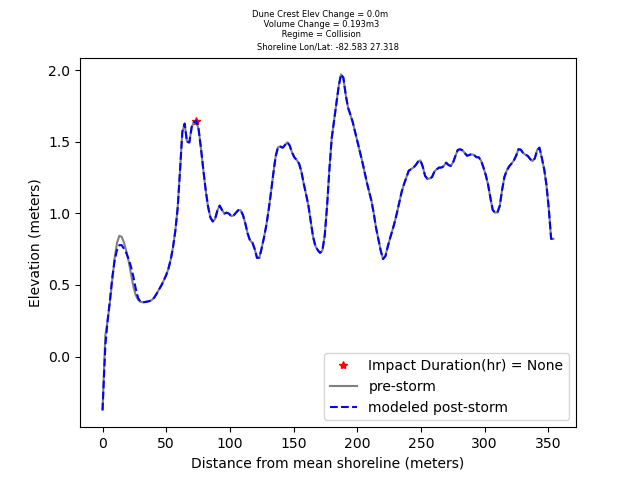 Dune Crest Elev Change = 0.0m
Volume Change = 0.193m3
Regime = Collision
Shoreline Lon/Lat: -82.583 27.318
2.0
1.5
1.0
0.5
0.0
Elevation (meters)
Impact Duration(hr) = None
pre-storm
modeled post-storm
0 50 100 150 200 250 300 350
Distance from mean shoreline (meters)